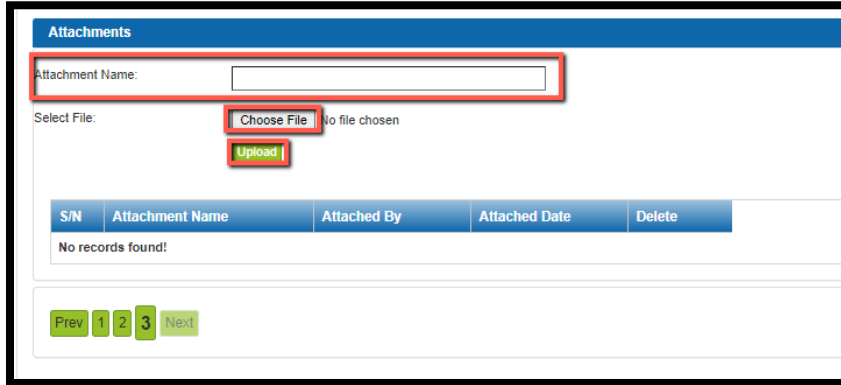 Attachments
Attachment Name:
Select File: Choose File No file chosen
Upload
S/N Attachment Name Attached By Attached Date Delete
No records found!
Prev 1 2 3 Next